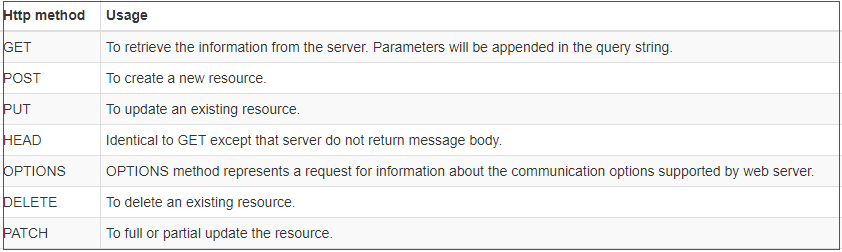 Http method Usage
GET To retrieve the information from the server. Parameters will be appended in the query string.
POST To create a new resource.
PUT To update an existing resource.
HEAD Identical to GET except that server do not return message body.
OPTIONS OPTIONS method represents a request for information about the communication options supported by web server.
DELETE To delete an existing resource.
PATCH To full or partial update the resource.